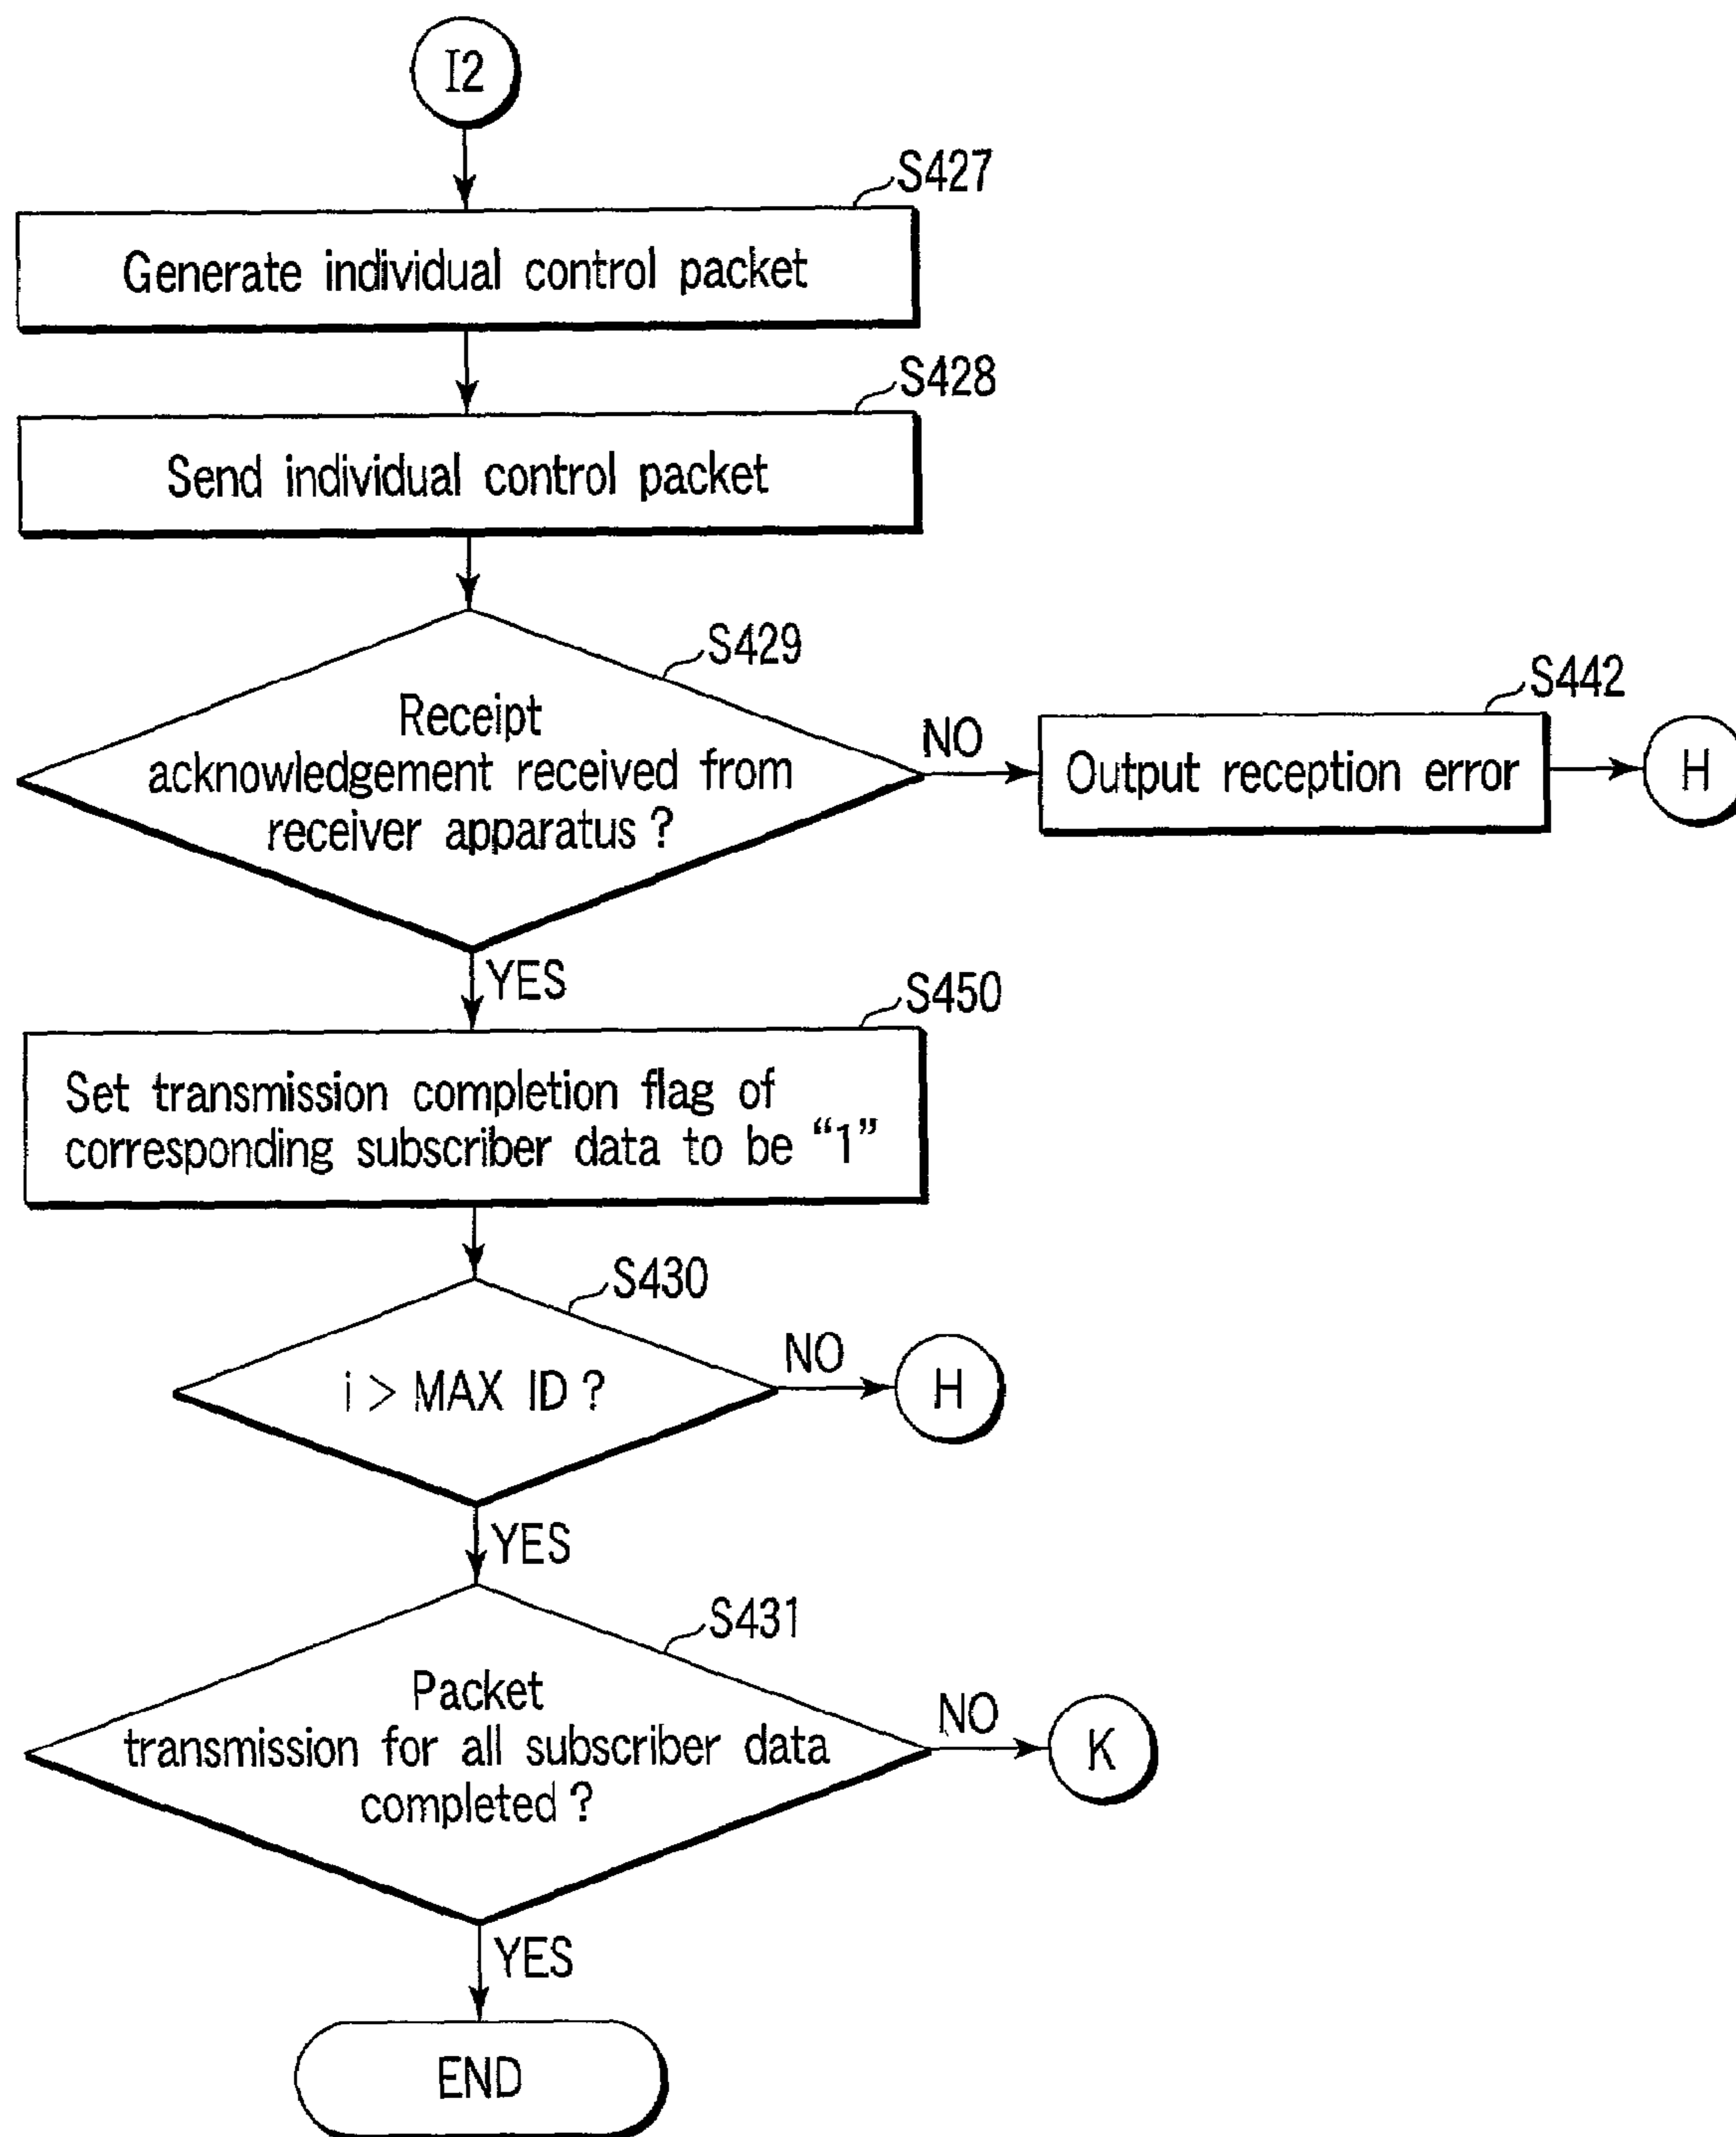 I2
S427
Generate individual control packet
S428
Send individual control packet
S429
Receipt
acknowledgement received from
receiver apparatus ?
NO
S442
Output reception error
H
YES
S450
Set transmission completion flag of
corresponding subscriber data to be “1”
S430
i > MAX ID ?
NO
H
YES
S431
Packet
transmission for all subscriber data
completed ?
NO
K
YES
END